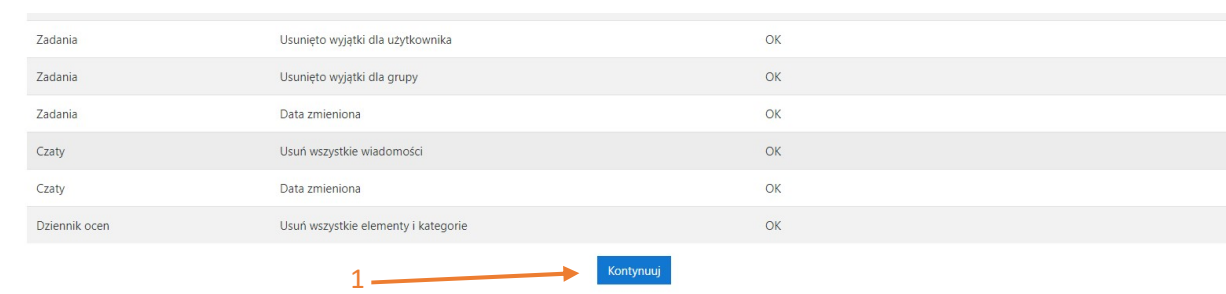 Zadania Usunięto wyjątki dla użytkownika OK
Zadania Usunięto wyjątki dla grupy OK
Zadania Data zmieniona OK
Czaty Usuń wszystkie wiadomości OK
Czaty Data zmieniona OK
Dziennik ocen Usuń wszystkie elementy i kategorie OK
1 Kontynuuj